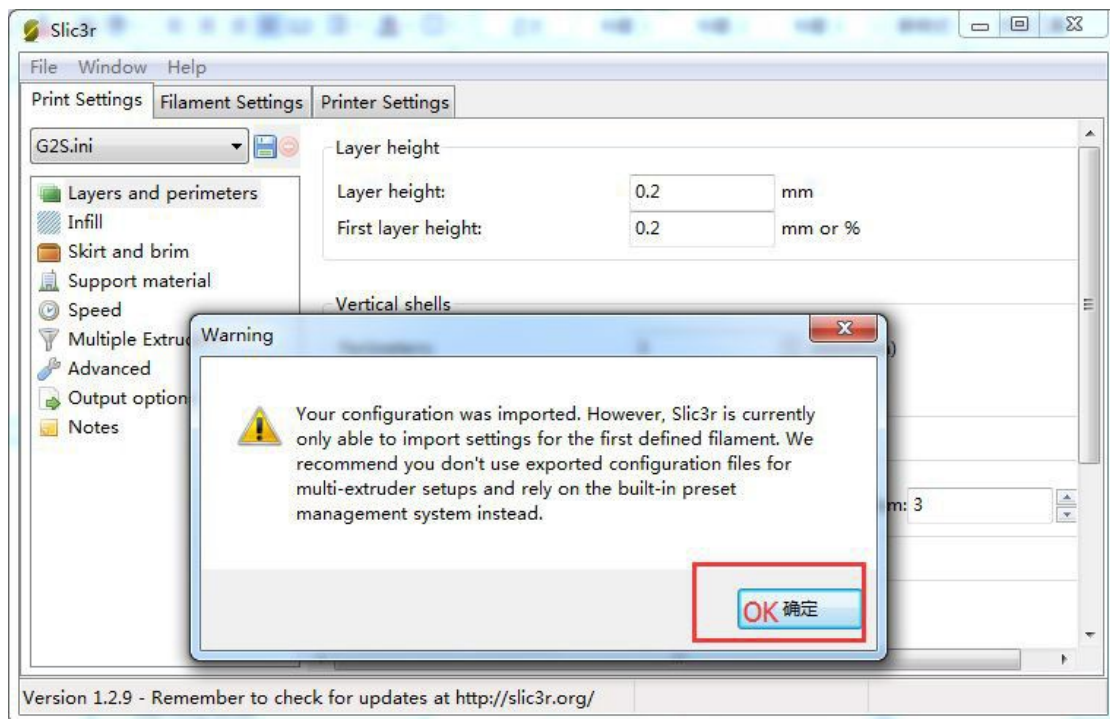 Slic3r
File Window Help
Print Settings Filament Settings Printer Settings
G2S.ini
Layers and perimeters
Infill
Skirt and brim
Support material
Speed
Multiple Extru
Advanced
Output option
Notes
Layer height
Layer height: 0.2 mm
First layer height: 0.2 mm or %
Vertical shells
m: 3
Warning
Your configuration was imported. However, Slic3r is currently
only able to import settings for the first defined filament. We
recommend you don't use exported configuration files for
multi-extruder setups and rely on the built-in preset
management system instead.
OK 确定
Version 1.2.9 - Remember to check for updates at http://slic3r.org/